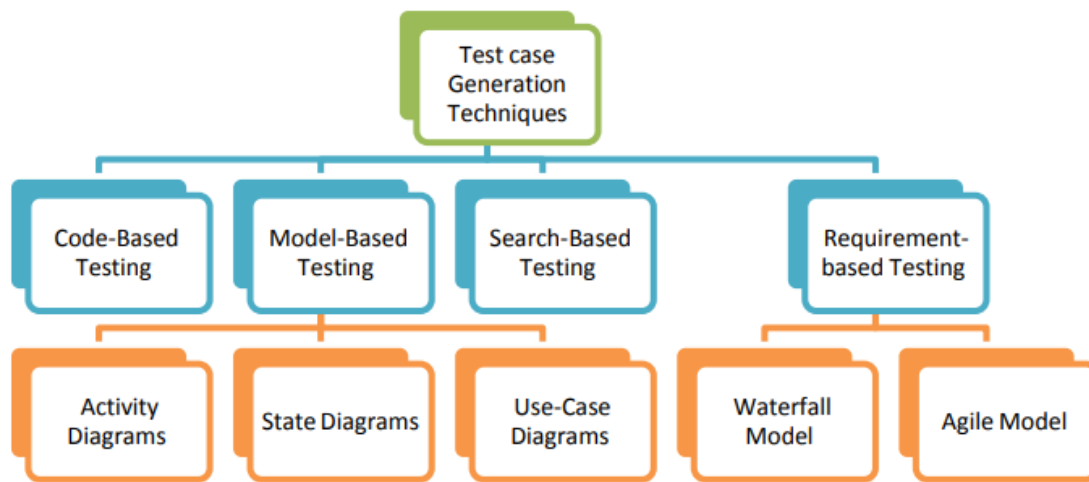 Test case
Generation
Techniques
Code-Based
Testing
Model-Based
Testing
Search-Based
Testing
Requirement-
based Testing
Activity
Diagrams
State Diagrams
Use-Case
Diagrams
Waterfall
Model
Agile Model